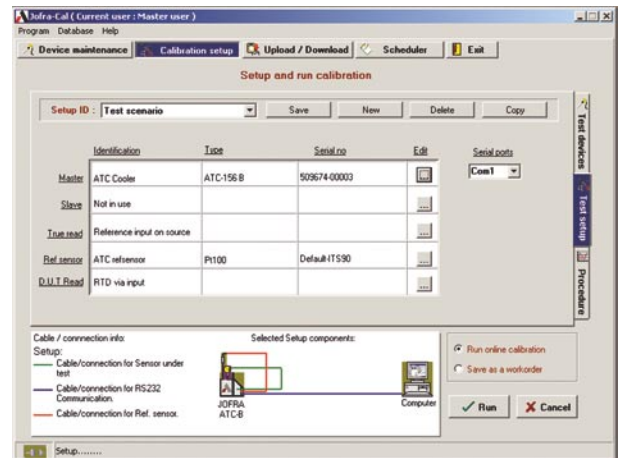 Jofra-Cal ( Current user : Master user )
Program Database Help
Device maintenance Calibration setup Upload / Download Scheduler Exit
Setup and run calibration
Setup ID : Test scenario Save New Delete Copy
Identification Type Serial no Edit Serial ports
Master ATC Cooler ATC-156 B 509674-00003 ... Com1
Slave Not in use ...
True read Reference input on source ...
Ref sensor ATC refsensor Pt100 Default-ITS90 ...
D.U.T Read RTD via input ...
Test devices
Test setup
Procedure
Cable / connnection info: Selected Setup components:
Setup:
Cable/connection for Sensor under
test
Cable/connection for RS232
Communication.
Cable/connection for Ref. sensor.
JOFRA
ATC-B
Computer
Run online calibration
Save as a workorder
Run Cancel
Setup........